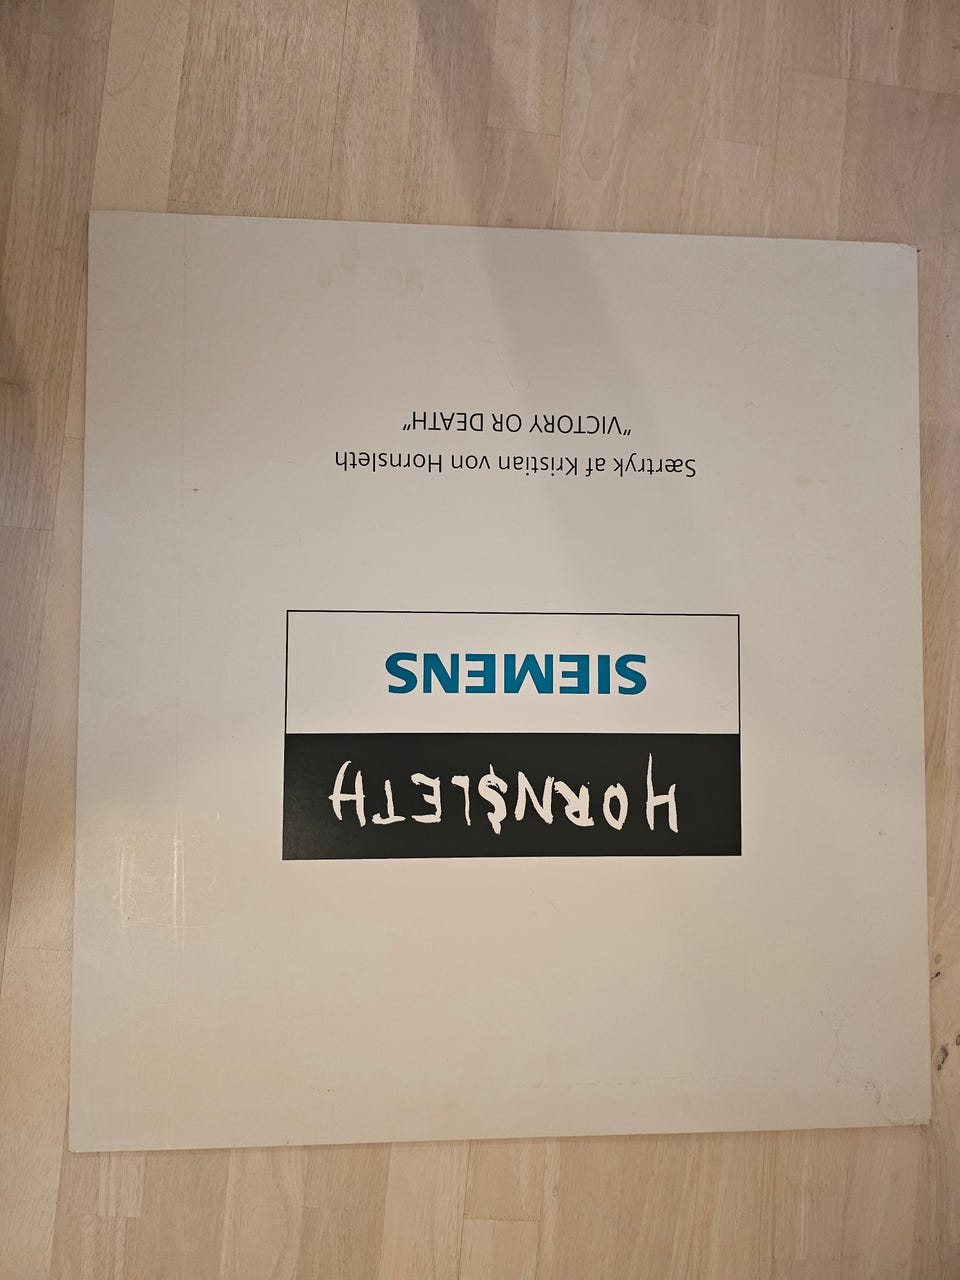 HORN$LETH
SIEMENS
Særtryk af Kristian von Hornsleth
"VICTORY OR DEATH"